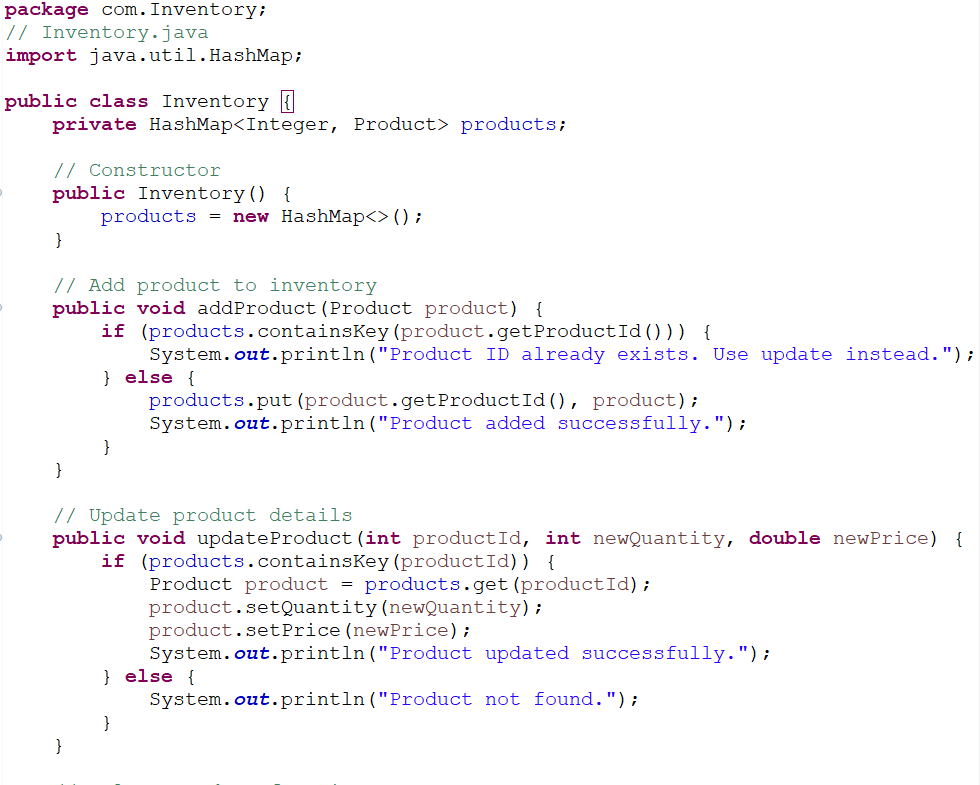 package com.Inventory;
// Inventory.java
import java.util.HashMap;

public class Inventory {
    private HashMap<Integer, Product> products;

    // Constructor
    public Inventory() {
        products = new HashMap<>();
    }

    // Add product to inventory
    public void addProduct(Product product) {
        if (products.containsKey(product.getProductId())) {
            System.out.println("Product ID already exists. Use update instead.");
        } else {
            products.put(product.getProductId(), product);
            System.out.println("Product added successfully.");
        }
    }

    // Update product details
    public void updateProduct(int productId, int newQuantity, double newPrice) {
        if (products.containsKey(productId)) {
            Product product = products.get(productId);
            product.setQuantity(newQuantity);
            product.setPrice(newPrice);
            System.out.println("Product updated successfully.");
        } else {
            System.out.println("Product not found.");
        }
    }